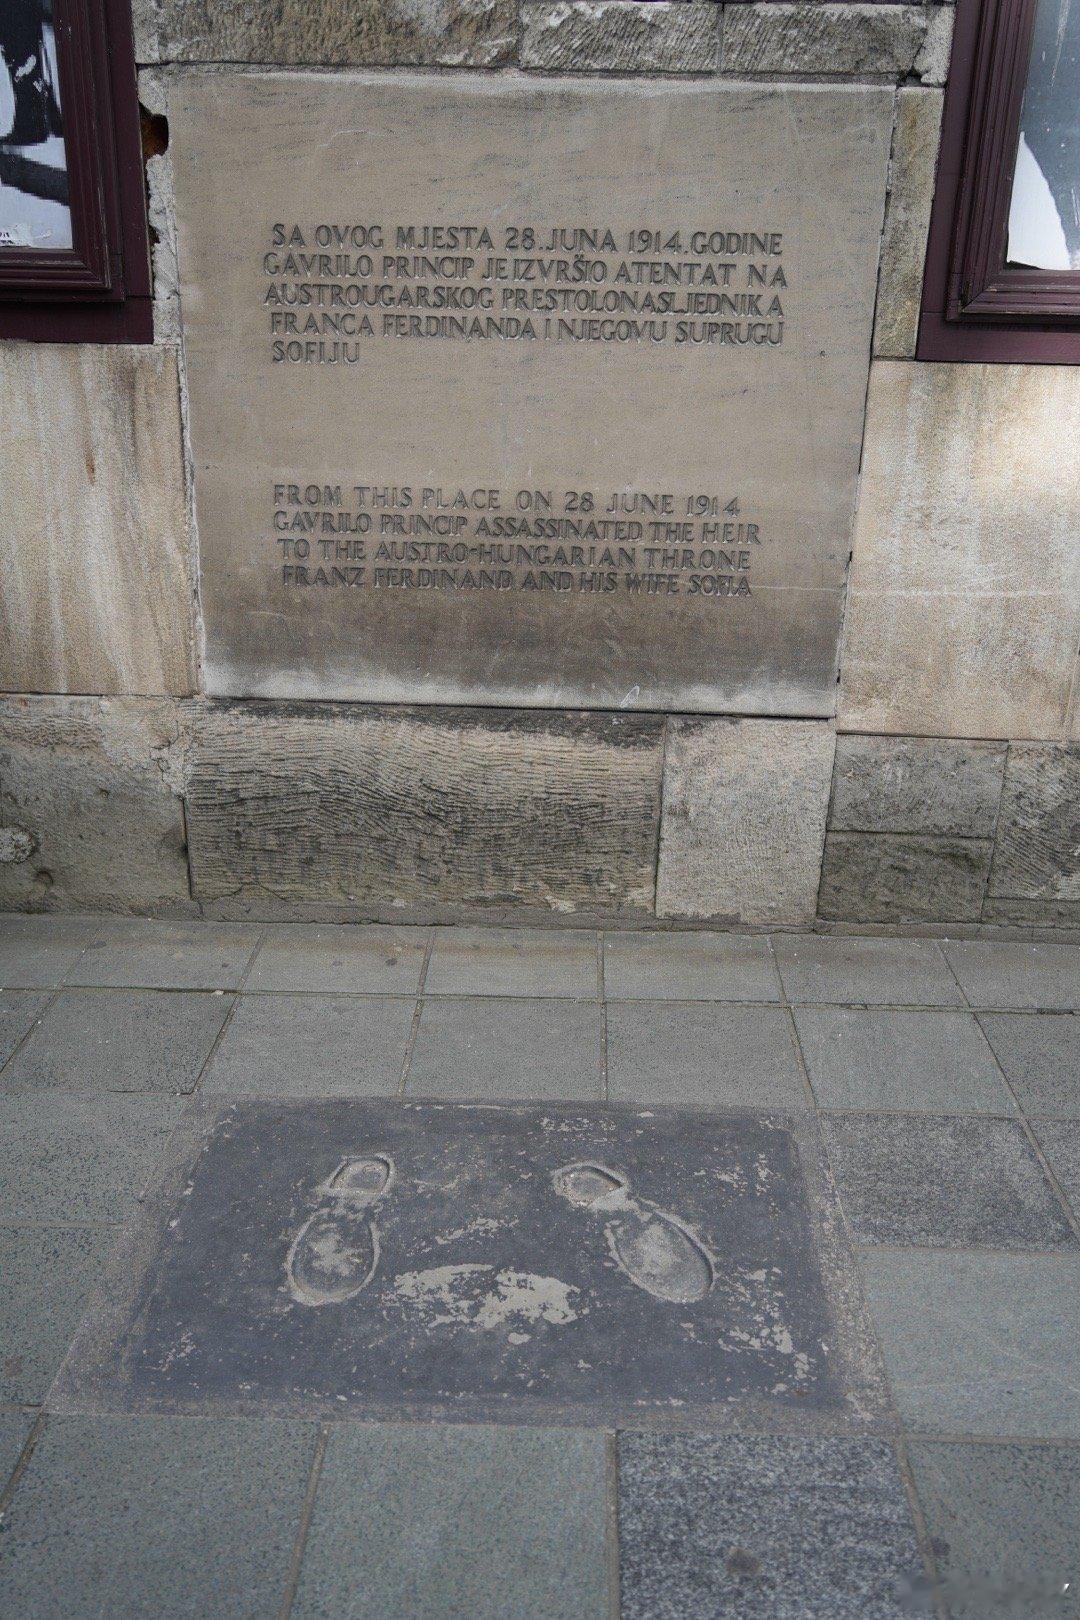 SA OVOG MJESTA 28. JUNA 1914. GODINE
GAVRILO PRINCIP JE IZVRŠIO ATENTAT NA
AUSTROUGARSKOG PRESTOLONASLJEDNIKA
FRANCA FERDINANDA I NJEGOVU SUPRUGU
SOFIJU
FROM THIS PLACE ON 28 JUNE 1914
GAVRILO PRINCIP ASSASSINATED THE HEIR
TO THE AUSTRO-HUNGARIAN THRONE
FRANZ FERDINAND AND HIS WIFE SOFIA